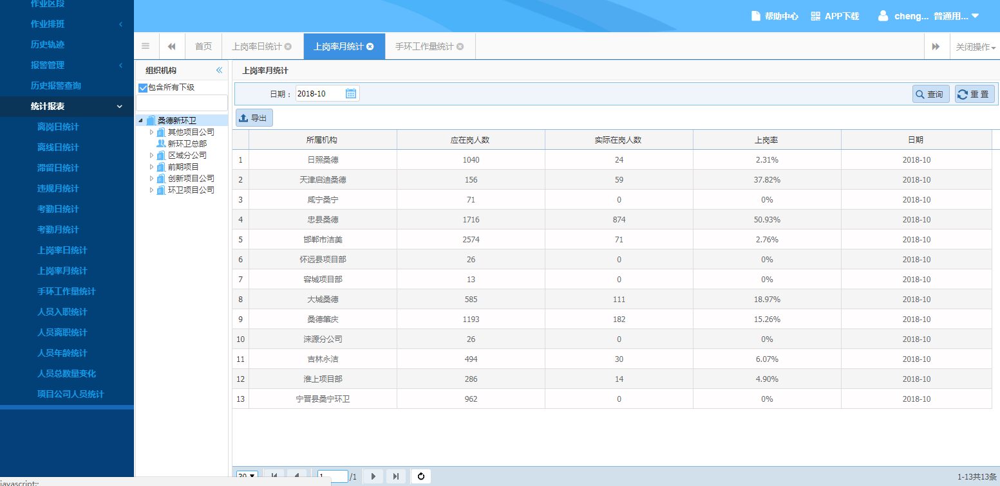 作业区段
作业排班
历史轨迹
报警管理
历史报警查询
统计报表
离岗日统计
离线日统计
滞留日统计
违规月统计
考勤日统计
考勤月统计
上岗率日统计
上岗率月统计
手环工作量统计
人员入职统计
人员离职统计
人员年龄统计
人员总数量变化
项目公司人员统计
javascript:;
帮助中心 APP下载 cheng... 普通用...
首页 上岗率日统计 上岗率月统计 手环工作量统计 关闭操作
组织机构
包含所有下级
桑德新环卫
其他项目公司
新环卫总部
区域分公司
前期项目
创新项目公司
环卫项目公司
上岗率月统计
日期： 2018-10 查询 重 置
导出
所属机构 应在岗人数 实际在岗人数 上岗率 日期
1 日照桑德 1040 24 2.31% 2018-10
2 天津启迪桑德 156 59 37.82% 2018-10
3 咸宁桑宁 71 0 0% 2018-10
4 忠县桑德 1716 874 50.93% 2018-10
5 邯郸市洁美 2574 71 2.76% 2018-10
6 怀远县项目部 26 0 0% 2018-10
7 容城项目部 13 0 0% 2018-10
8 大城桑德 585 111 18.97% 2018-10
9 桑德肇庆 1193 182 15.26% 2018-10
10 涞源分公司 26 0 0% 2018-10
11 吉林永洁 494 30 6.07% 2018-10
12 淮上项目部 286 14 4.90% 2018-10
13 宁晋县桑宁环卫 962 0 0% 2018-10
30 1 /1 1-13共13条